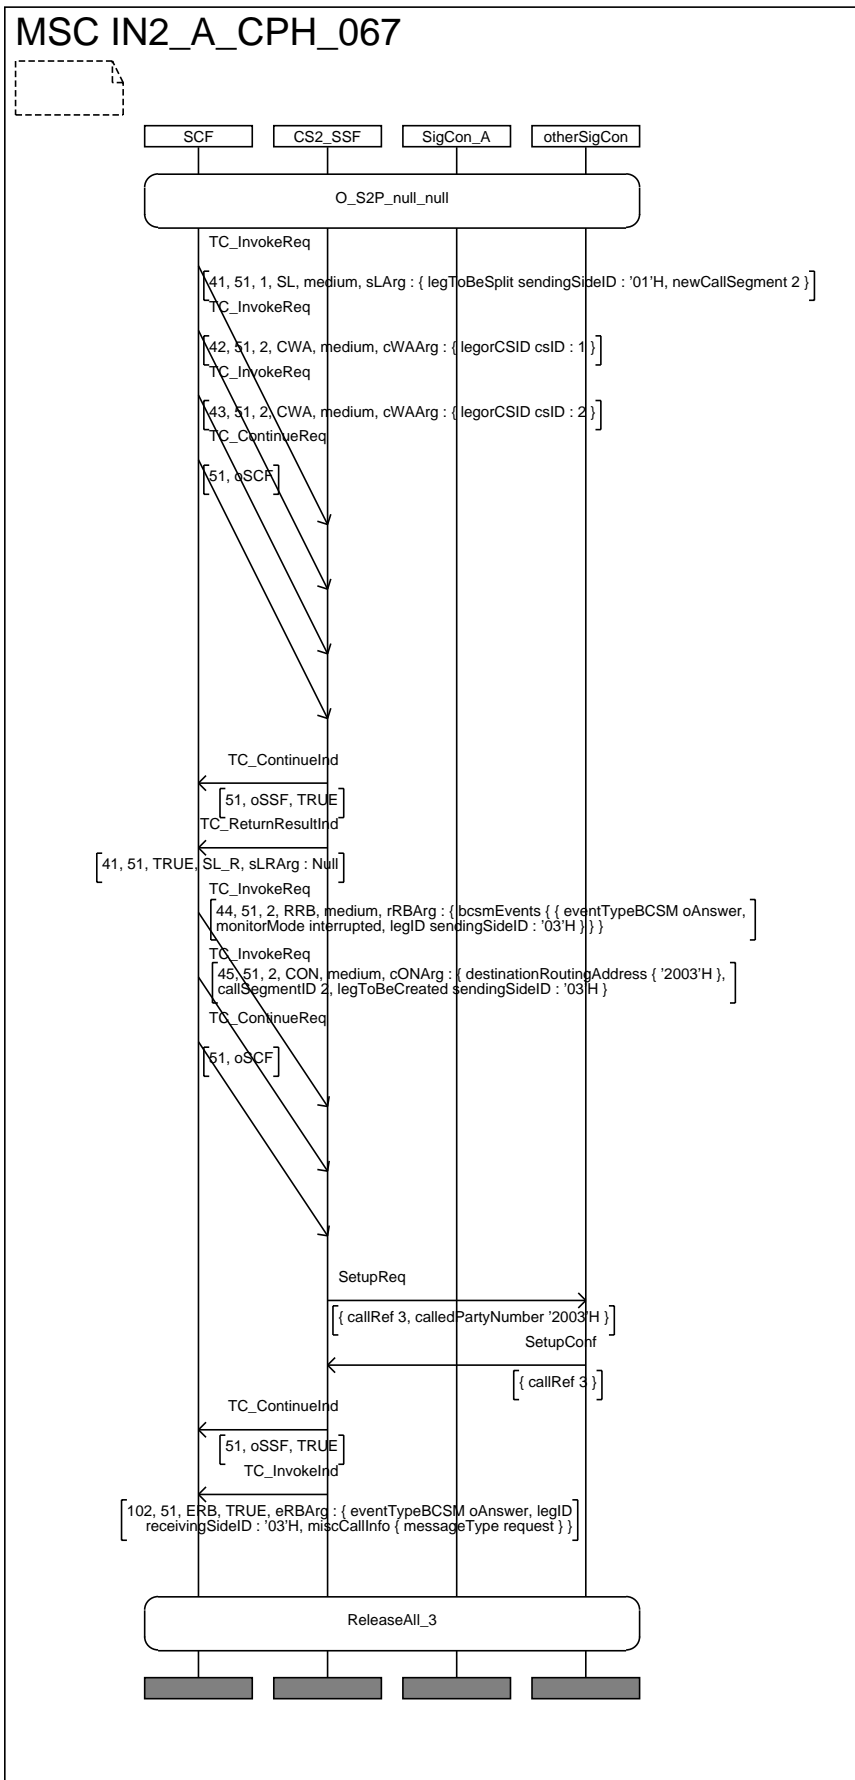 MSC IN2_A_CPH_067
SCF
CS2_SSF
SigCon_A
otherSigCon
O_S2P_null_null
TC_InvokeReq
41, 51, 1, SL, medium, sLArg : { legToBeSplit sendingSideID : '01'H, newCallSegment 2 }
TC_InvokeReq
42, 51, 2, CWA, medium, cWAArg : { legorCSID csID : 1 }
TC_InvokeReq
43, 51, 2, CWA, medium, cWAArg : { legorCSID csID : 2 }
TC_ContinueReq
51, oSCF
TC_ContinueInd
51, oSSF, TRUE
TC_ReturnResultInd
41, 51, TRUE, SL_R, sLRArg : Null
TC_InvokeReq
44, 51, 2, RRB, medium, rRBArg : { bcsmEvents { { eventTypeBCSM oAnswer,
monitorMode interrupted, legID sendingSideID : '03'H } } }
TC_InvokeReq
45, 51, 2, CON, medium, cONArg : { destinationRoutingAddress { '2003'H },
callSegmentID 2, legToBeCreated sendingSideID : '03'H }
TC_ContinueReq
51, oSCF
SetupReq
{ callRef 3, calledPartyNumber '2003'H }
SetupConf
{ callRef 3 }
TC_ContinueInd
51, oSSF, TRUE
TC_InvokeInd
102, 51, ERB, TRUE, eRBArg : { eventTypeBCSM oAnswer, legID
receivingSideID : '03'H, miscCallInfo { messageType request } }
ReleaseAll_3